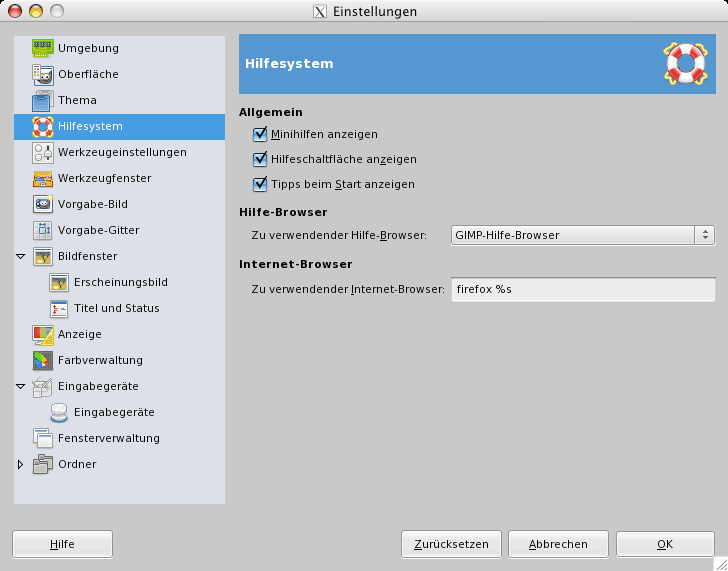 Einstellungen
Umgebung
Oberfläche
Thema
Hilfesystem
Werkzeugeinstellungen
Werkzeugfenster
Vorgabe-Bild
Vorgabe-Gitter
Bildfenster
Erscheinungsbild
Titel und Status
Anzeige
Farbverwaltung
Eingabegeräte
Eingabegeräte
Fensterverwaltung
Ordner
Hilfesystem
Allgemein
Minihilfen anzeigen
Hilfeschaltfläche anzeigen
Tipps beim Start anzeigen
Hilfe-Browser
Zu verwendender Hilfe-Browser: GIMP-Hilfe-Browser
Internet-Browser
Zu verwendender Internet-Browser: firefox %s
Hilfe Zurücksetzen Abbrechen OK